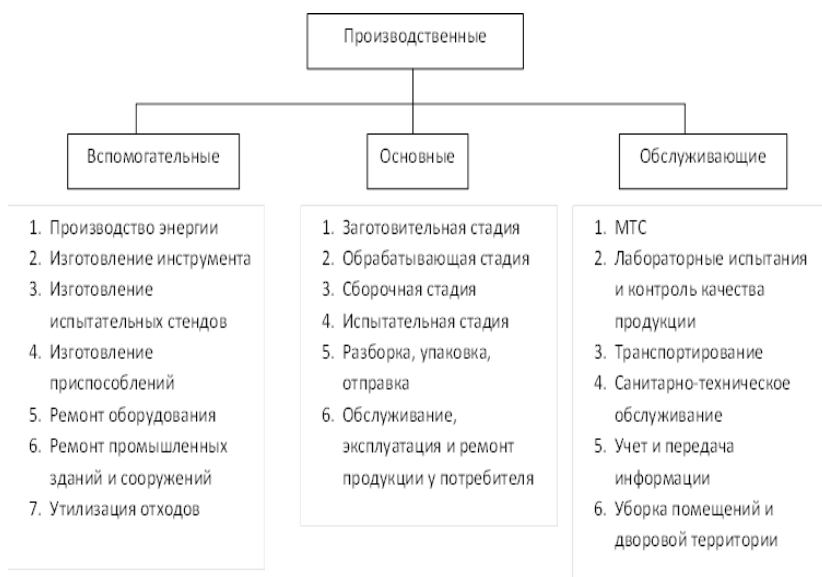 Производственные
Вспомогательные
Основные
Обслуживающие
1. Производство энергии
2. Изготовление инструмента
3. Изготовление
испытательных стендов
4. Изготовление
приспособлений
5. Ремонт оборудования
6. Ремонт промышленных
зданий и сооружений
7. Утилизация отходов
1. Заготовительная стадия
2. Обрабатывающая стадия
3. Сборочная стадия
4. Испытательная стадия
5. Разборка, упаковка,
отправка
6. Обслуживание,
эксплуатация и ремонт
продукции у потребителя
1. МТС
2. Лабораторные испытания
и контроль качества
продукции
3. Транспортирование
4. Санитарно-техническое
обслуживание
5. Учет и передача
информации
6. Уборка помещений и
дворовой территории